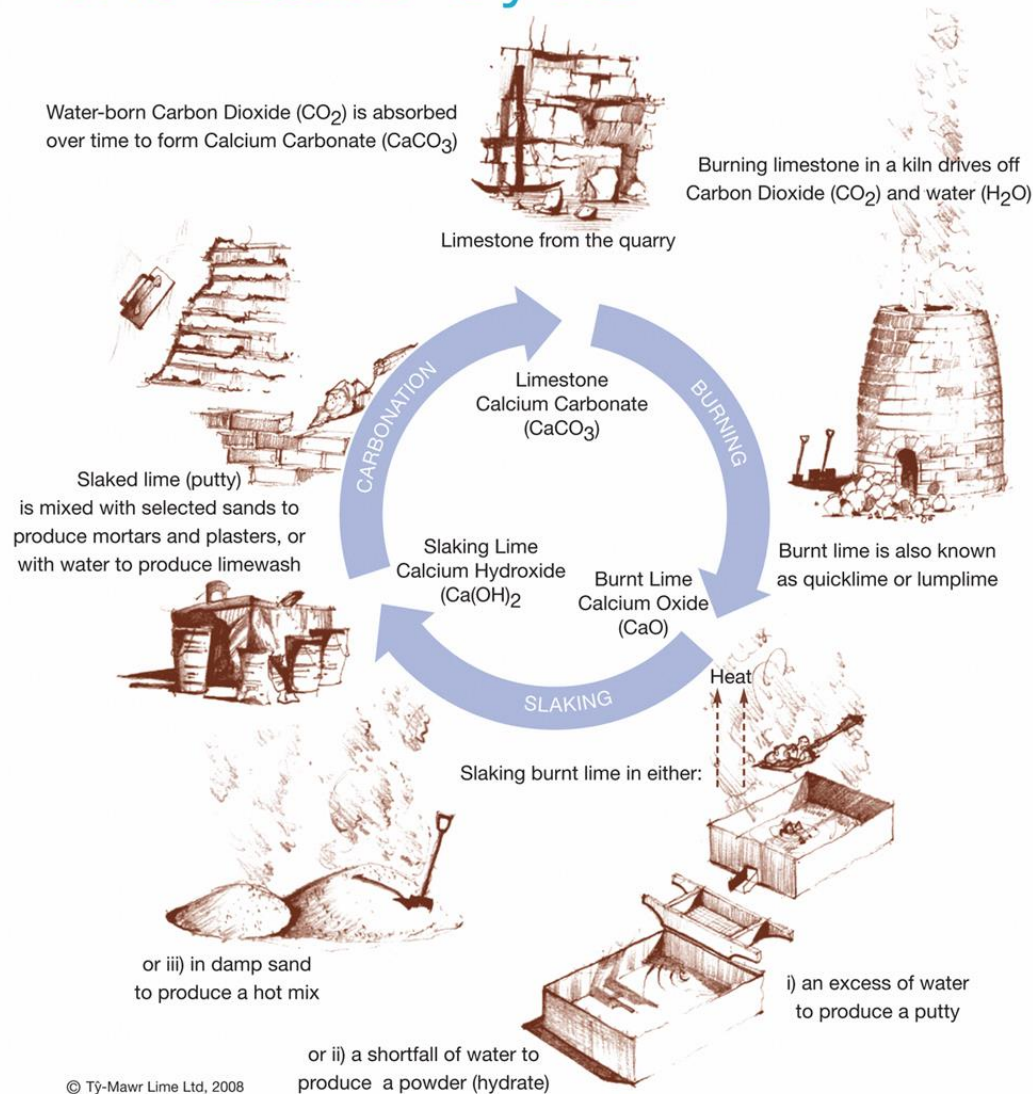 Water-born Carbon Dioxide (CO₂) is absorbed
over time to form Calcium Carbonate (CaCO₃)
Limestone from the quarry
Burning limestone in a kiln drives off
Carbon Dioxide (CO₂) and water (H₂O)
CARBONATION
Limestone
Calcium Carbonate
(CaCO₃)
BURNING
Slaked lime (putty)
is mixed with selected sands to
produce mortars and plasters, or
with water to produce limewash
Slaking Lime
Calcium Hydroxide
(Ca(OH)₂
Burnt Lime
Calcium Oxide
(CaO)
Burnt lime is also known
as quicklime or lumplime
SLAKING
Heat
Slaking burnt lime in either:
i) an excess of water
to produce a putty
or ii) a shortfall of water to
produce a powder (hydrate)
or iii) in damp sand
to produce a hot mix
© Tŷ-Mawr Lime Ltd, 2008